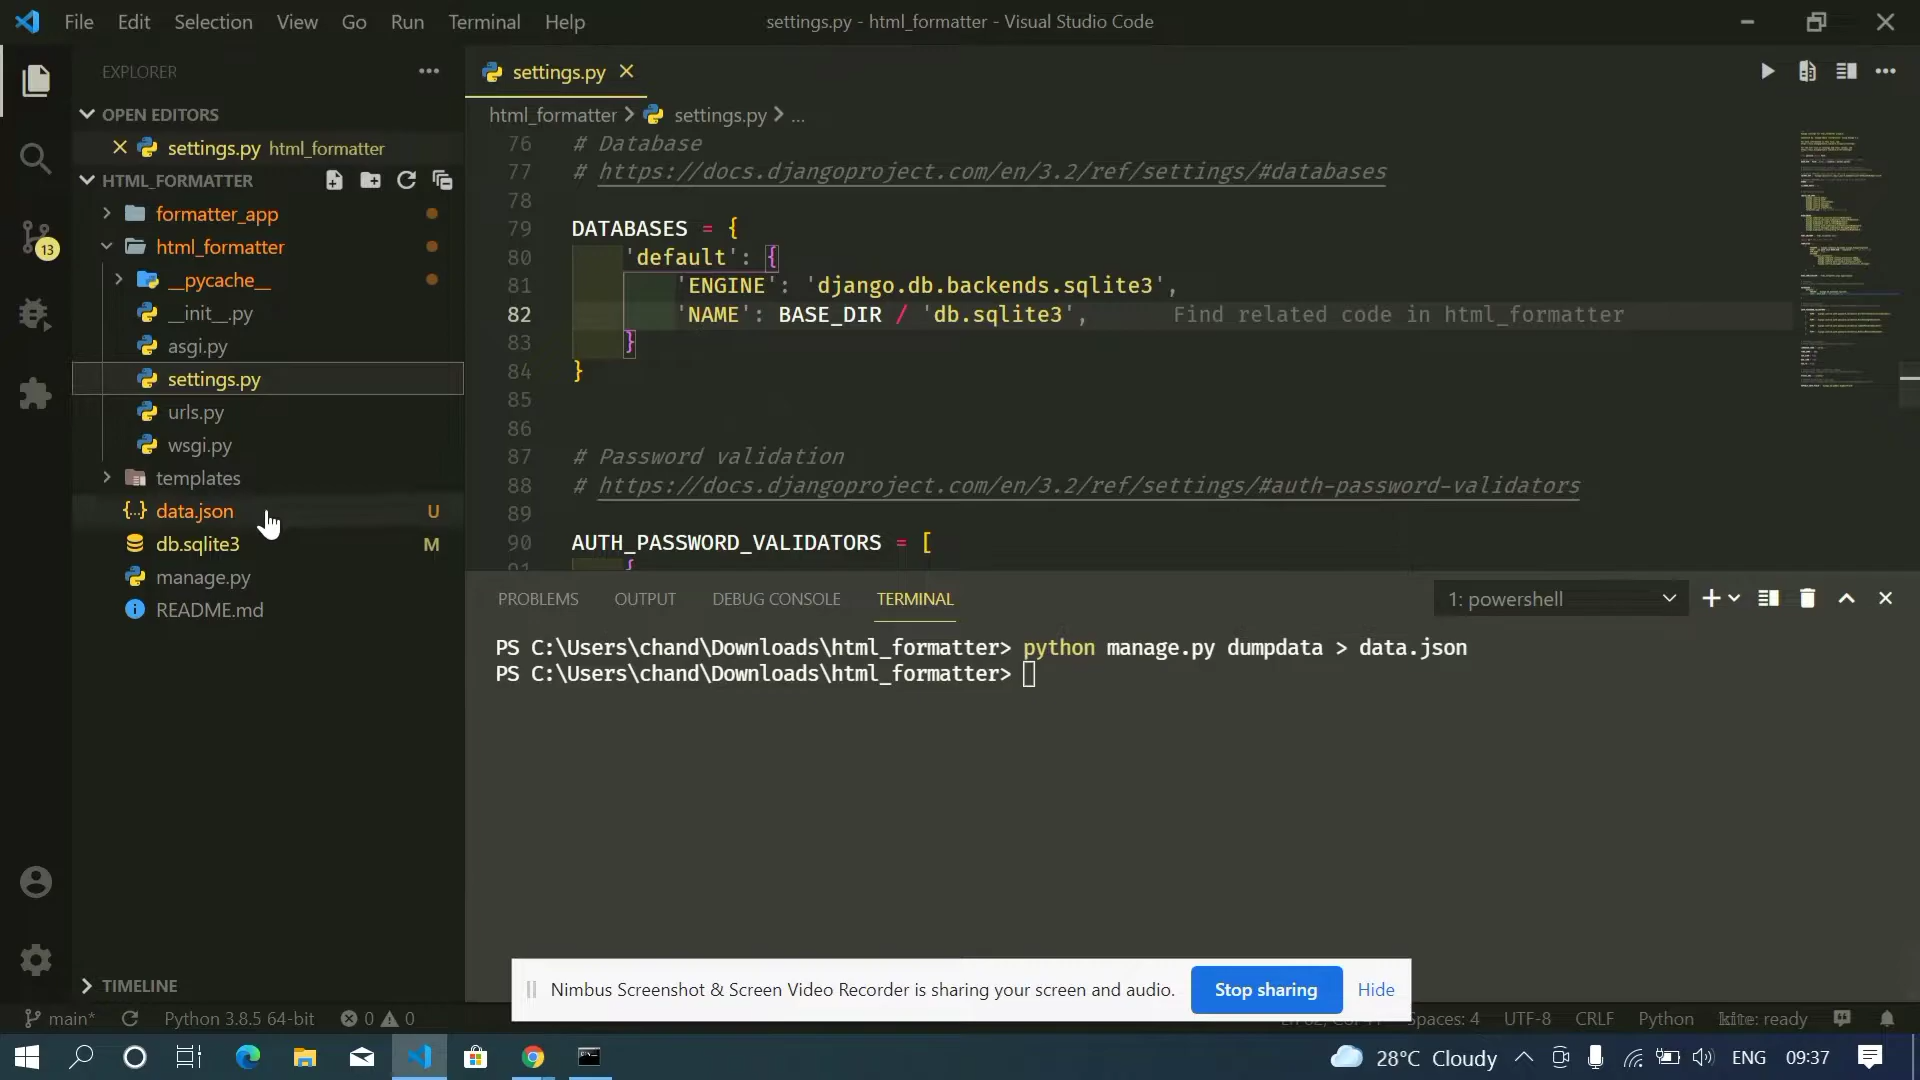 File Edit Selection View Go Run Terminal Help
settings.py - html_formatter - Visual Studio Code
EXPLORER
OPEN EDITORS
settings.py html_formatter
HTML_FORMATTER
formatter_app
html_formatter
__pycache__
__init__.py
asgi.py
settings.py
urls.py
wsgi.py
templates
data.json U
db.sqlite3 M
manage.py
README.md
TIMELINE
13
settings.py
html_formatter > settings.py > ...
76 # Database
77 # https://docs.djangoproject.com/en/3.2/ref/settings/#databases
78
79 DATABASES = {
80 'default': {
81 'ENGINE': 'django.db.backends.sqlite3',
82 'NAME': BASE_DIR / 'db.sqlite3', Find related code in html_formatter
83 }
84 }
85
86
87 # Password validation
88 # https://docs.djangoproject.com/en/3.2/ref/settings/#auth-password-validators
89
90 AUTH_PASSWORD_VALIDATORS = [
91 {
PROBLEMS OUTPUT DEBUG CONSOLE TERMINAL
1: powershell
PS C:\Users\chand\Downloads\html_formatter> python manage.py dumpdata > data.json
PS C:\Users\chand\Downloads\html_formatter>
Nimbus Screenshot & Screen Video Recorder is sharing your screen and audio. Stop sharing Hide
main* Python 3.8.5 64-bit 0 0
Spaces: 4 UTF-8 CRLF Python kite: ready
28°C Cloudy ENG 09:37